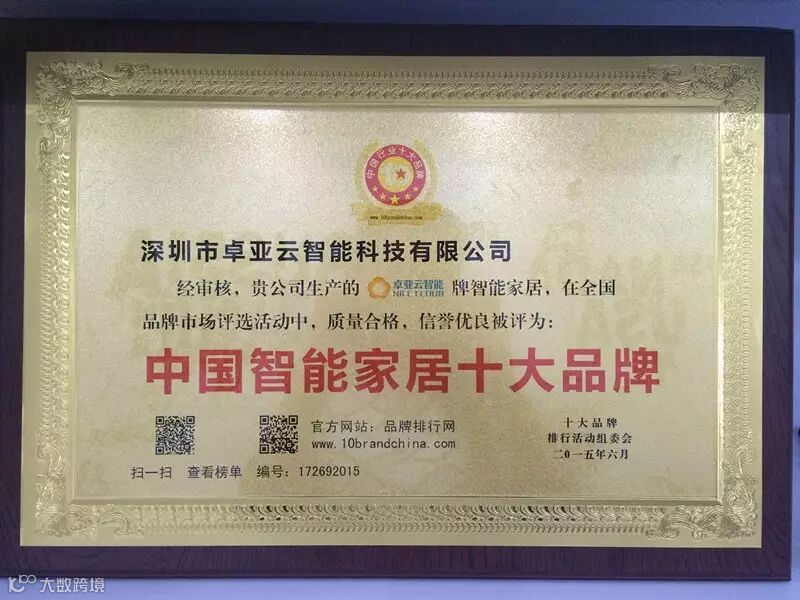 中国行业十大品牌
www.10brandchina.com
深圳市卓亚云智能科技有限公司
经审核，贵公司生产的 卓亚云智能 NICECLOUD 牌智能家居，在全国
品牌市场评选活动中，质量合格，信誉优良被评为：
中国智能家居十大品牌
官方网站：品牌排行网
www.10brandchina.com
扫一扫 查看榜单 编号：172692015
十大品牌
排行活动组委会
二〇一五年六月
大数跨境